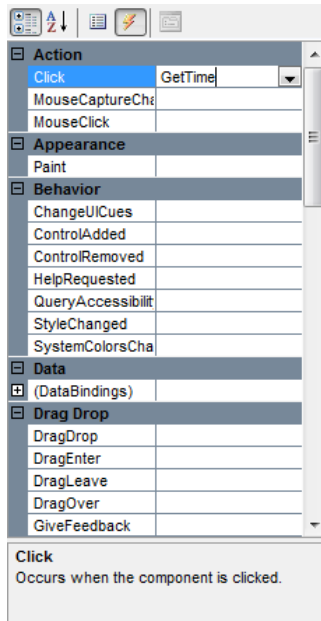 Action
Click GetTime
MouseCaptureCha
MouseClick
Appearance
Paint
Behavior
ChangeUICues
ControlAdded
ControlRemoved
HelpRequested
QueryAccessibilit
StyleChanged
SystemColorsCha
Data
(DataBindings)
Drag Drop
DragDrop
DragEnter
DragLeave
DragOver
GiveFeedback
Click
Occurs when the component is clicked.